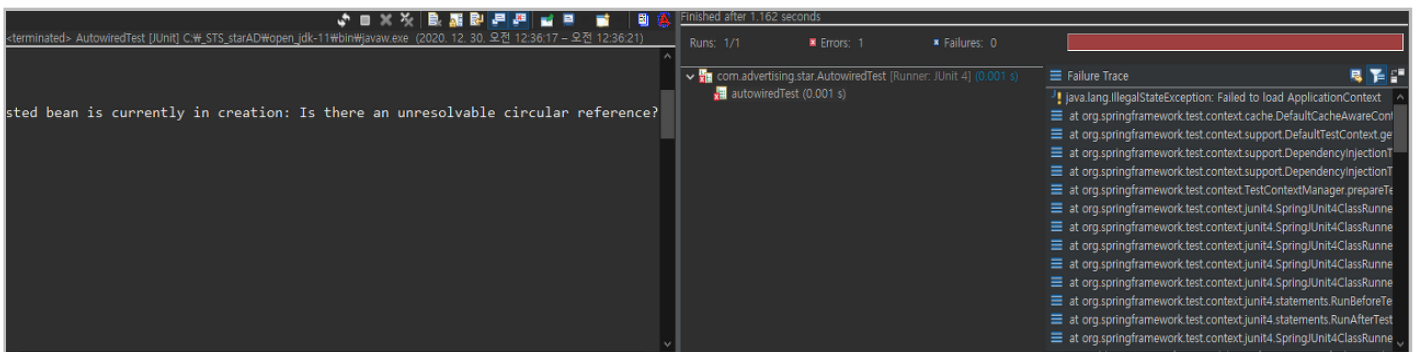 <terminated> AutowiredTest [JUnit] C:₩_STS_starAD₩open_jdk-11₩bin₩javaw.exe (2020. 12. 30. 오전 12:36:17 – 오전 12:36:21)
sted bean is currently in creation: Is there an unresolvable circular reference?
Finished after 1.162 seconds
Runs: 1/1 Errors: 1 Failures: 0
com.advertising.star.AutowiredTest [Runner: JUnit 4] (0.001 s)
autowiredTest (0.001 s)
Failure Trace
java.lang.IllegalStateException: Failed to load ApplicationContext
at org.springframework.test.context.cache.DefaultCacheAwareCont
at org.springframework.test.context.support.DefaultTestContext.ge
at org.springframework.test.context.support.DependencyInjectionT
at org.springframework.test.context.support.DependencyInjectionT
at org.springframework.test.context.TestContextManager.prepareTe
at org.springframework.test.context.junit4.SpringJUnit4ClassRunne
at org.springframework.test.context.junit4.SpringJUnit4ClassRunne
at org.springframework.test.context.junit4.SpringJUnit4ClassRunne
at org.springframework.test.context.junit4.SpringJUnit4ClassRunne
at org.springframework.test.context.junit4.SpringJUnit4ClassRunne
at org.springframework.test.context.junit4.statements.RunBeforeTe
at org.springframework.test.context.junit4.statements.RunAfterTest
at org.springframework.test.context.junit4.SpringJUnit4ClassRunne